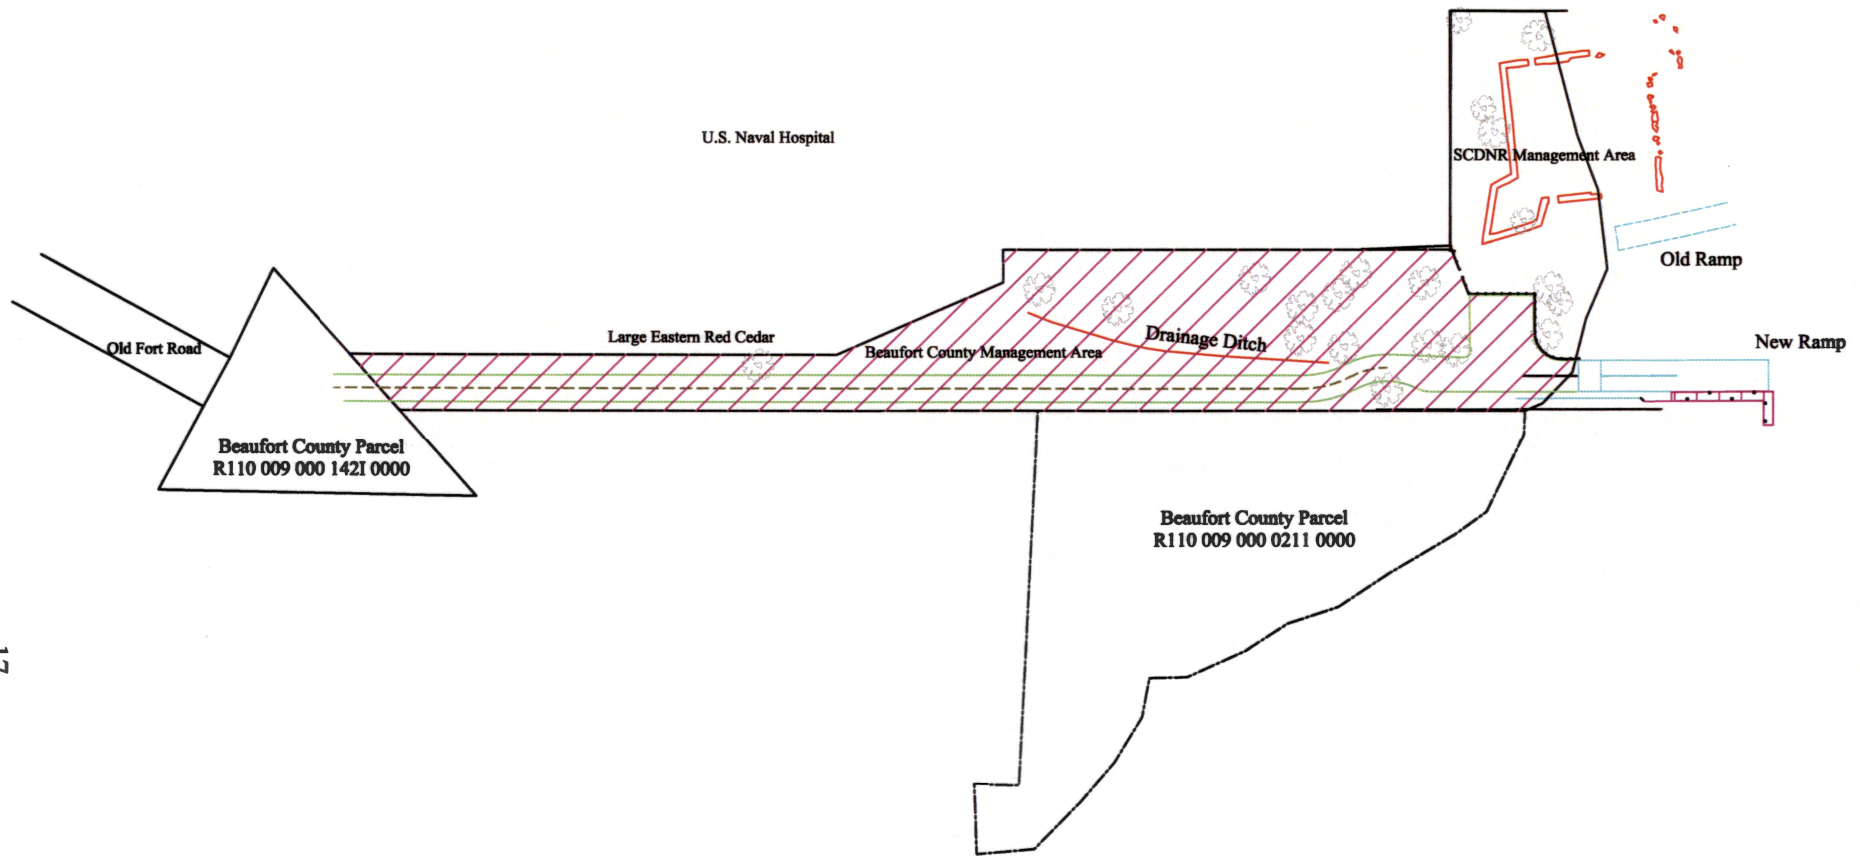 U.S. Naval Hospital
SCDNR Management Area
Old Ramp
New Ramp
Old Fort Road
Large Eastern Red Cedar
Drainage Ditch
Beaufort County Management Area
Beaufort County Parcel
R110 009 000 142I 0000
Beaufort County Parcel
R110 009 000 0211 0000
17